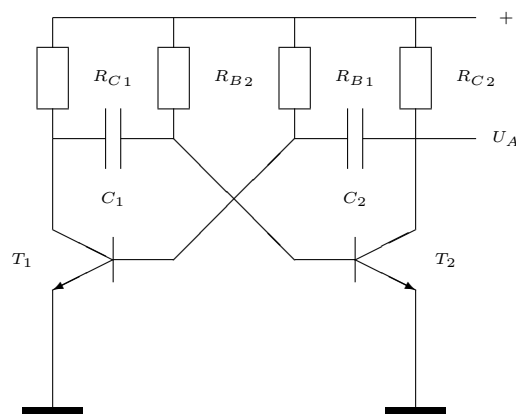 +
R_{C1} R_{B2} R_{B1} R_{C2}
U_A
C_1 C_2
T_1 T_2